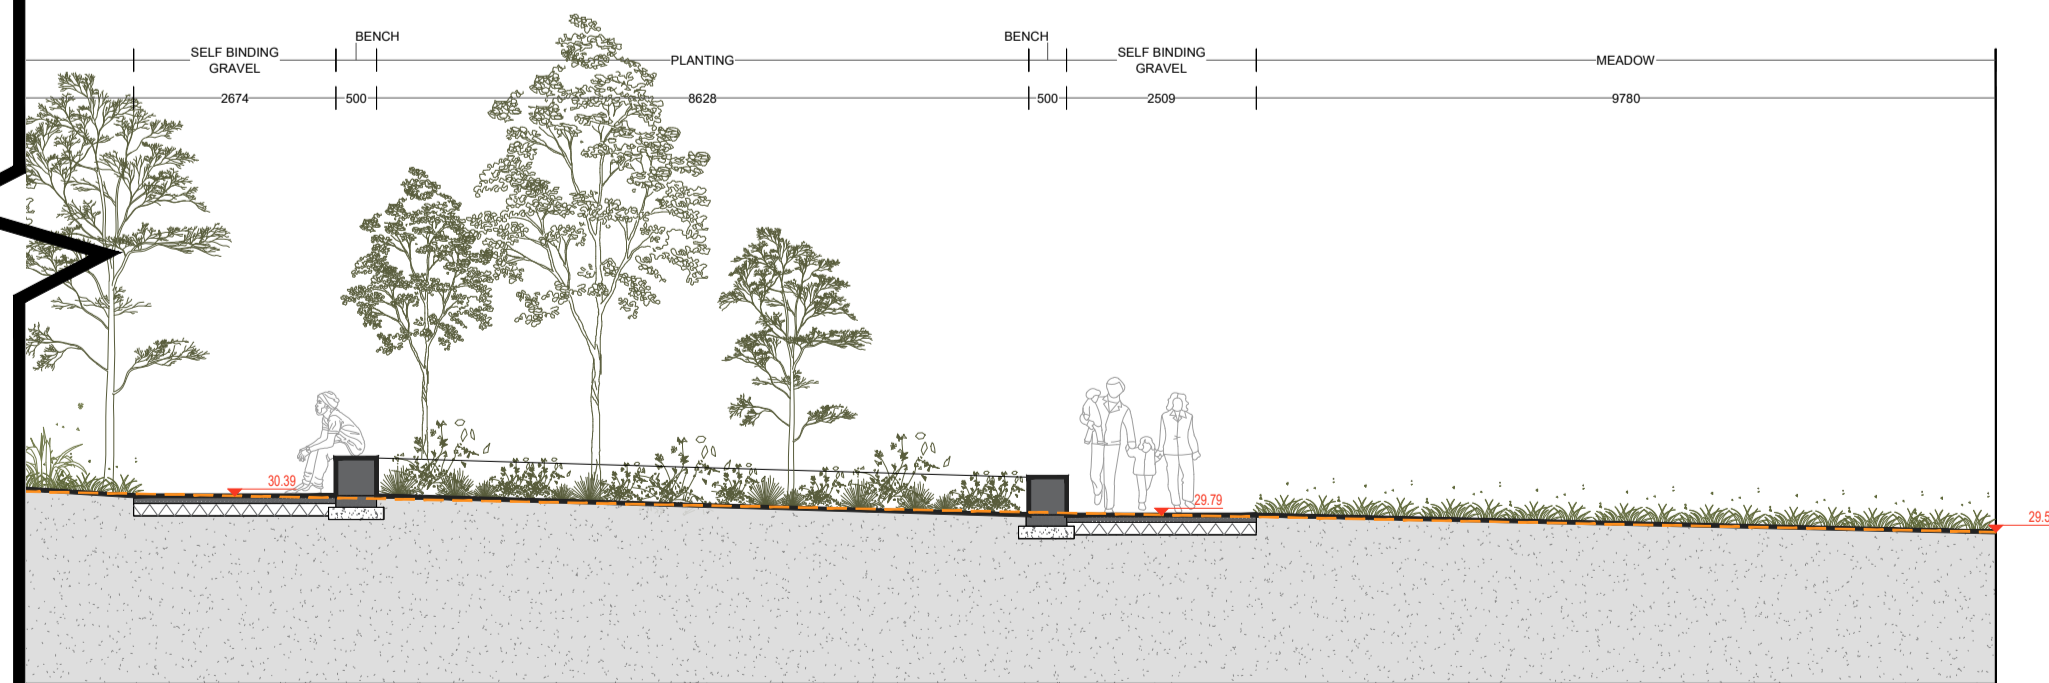 BENCH
BENCH
SELF BINDING
GRAVEL
PLANTING
SELF BINDING
GRAVEL
MEADOW
2674
500
8628
500
2509
9780
30.39
29.79
29.5